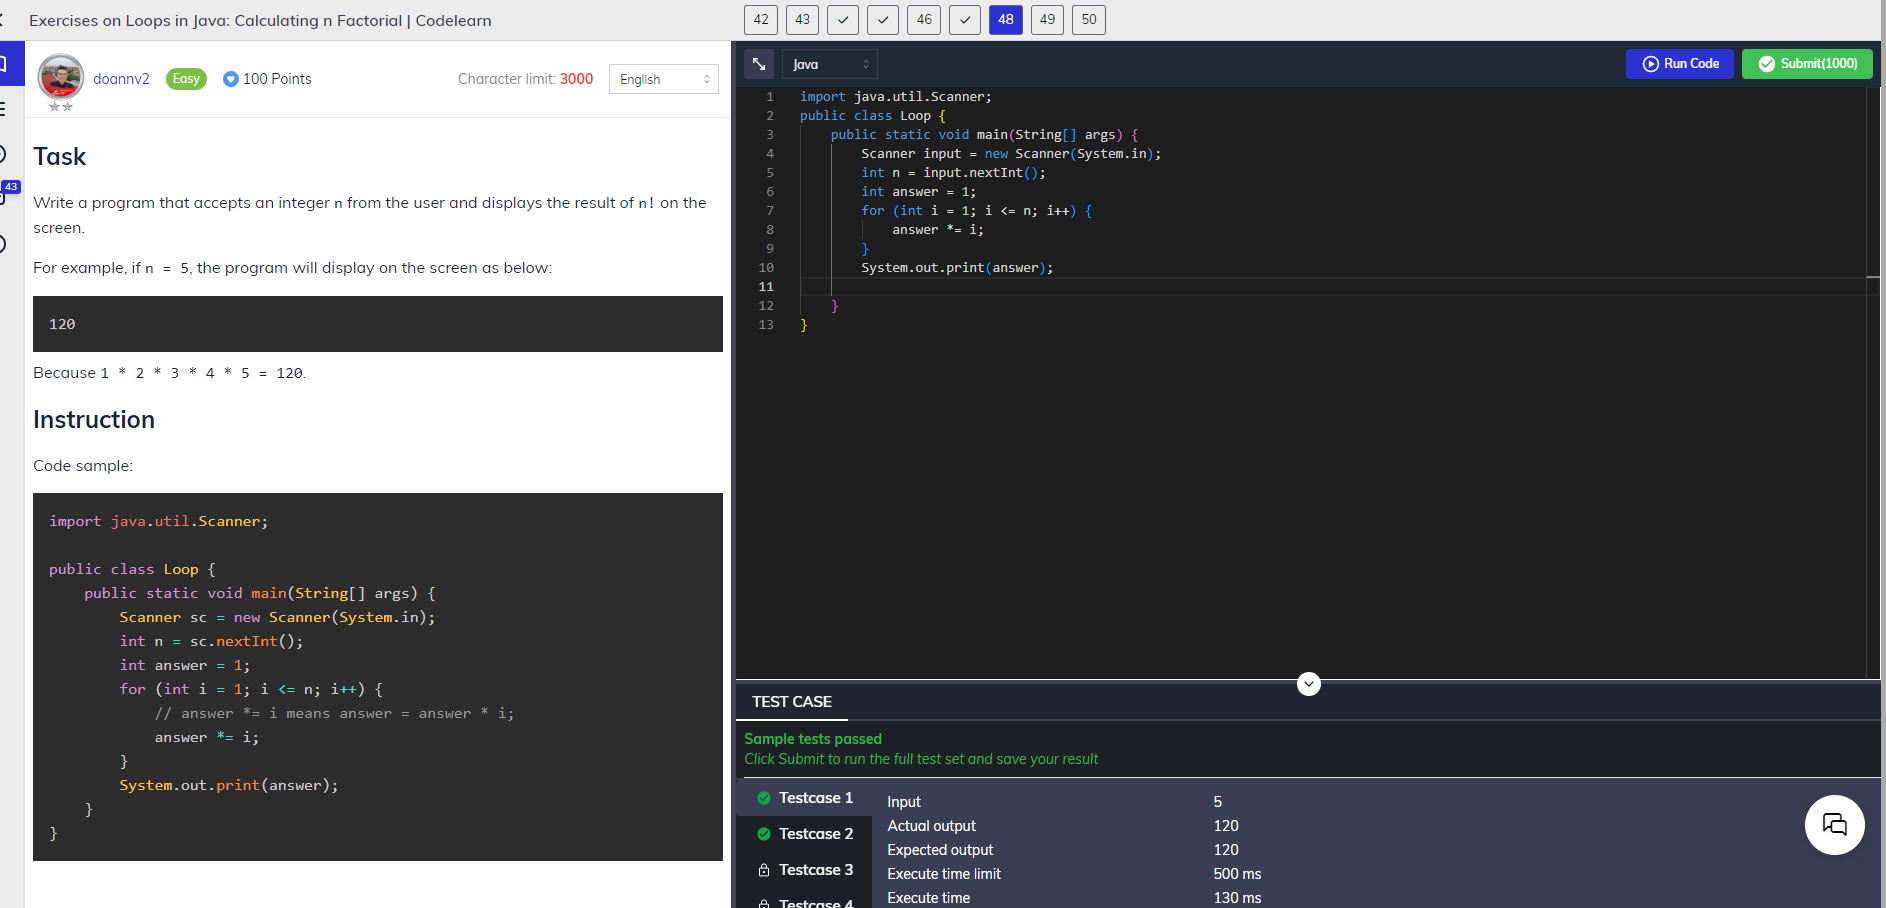 Exercises on Loops in Java: Calculating n Factorial | Codelearn
42 43 46 48 49 50
doannv2 Easy 100 Points Character limit: 3000 English
43
Task
Write a program that accepts an integer n from the user and displays the result of n! on the
screen.
For example, if n = 5, the program will display on the screen as below:
120
Because 1 * 2 * 3 * 4 * 5 = 120.
Instruction
Code sample:
import java.util.Scanner;
public class Loop {
public static void main(String[] args) {
Scanner sc = new Scanner(System.in);
int n = sc.nextInt();
int answer = 1;
for (int i = 1; i <= n; i++) {
// answer *= i means answer = answer * i;
answer *= i;
}
System.out.print(answer);
}
}
Java Run Code Submit(1000)
1 import java.util.Scanner;
2 public class Loop {
3 public static void main(String[] args) {
4 Scanner input = new Scanner(System.in);
5 int n = input.nextInt();
6 int answer = 1;
7 for (int i = 1; i <= n; i++) {
8 answer *= i;
9 }
10 System.out.print(answer);
11
12 }
13 }
TEST CASE
Sample tests passed
Click Submit to run the full test set and save your result
Testcase 1
Testcase 2
Testcase 3
Testcase 4
Input 5
Actual output 120
Expected output 120
Execute time limit 500 ms
Execute time 130 ms